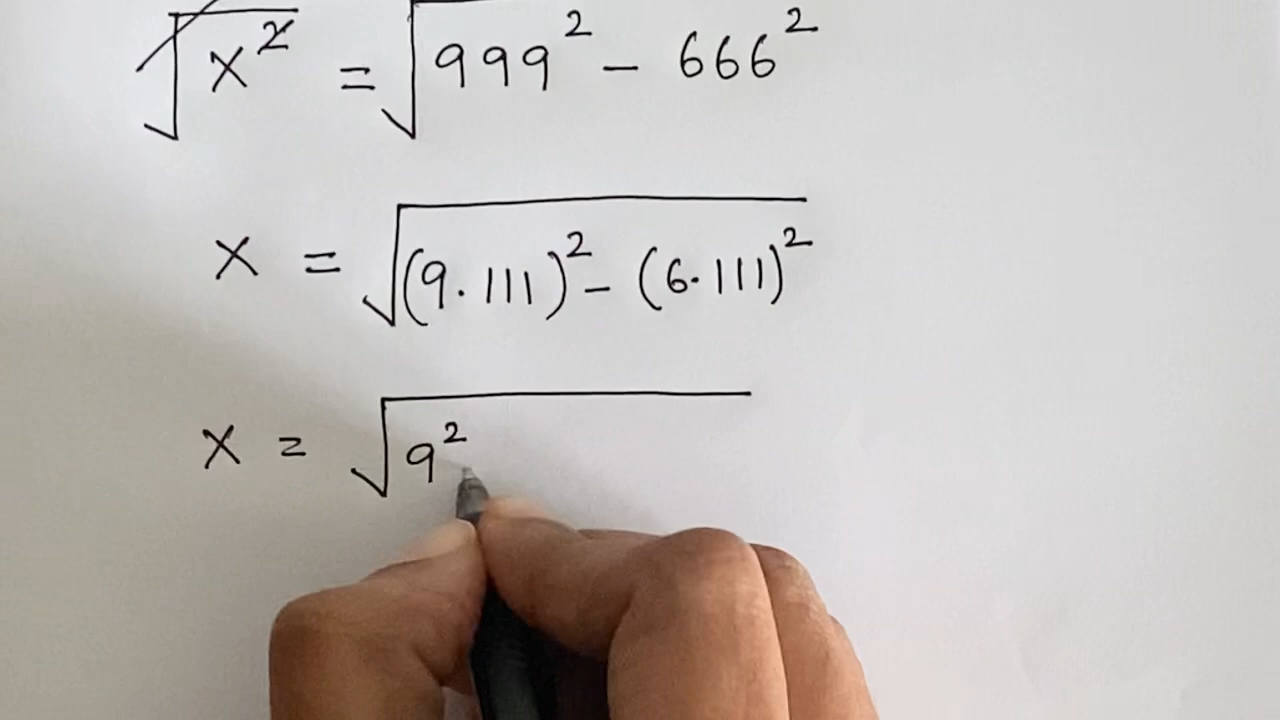 √x² = √999² - 666²
x = √(9·111)² - (6·111)²
x = √9²